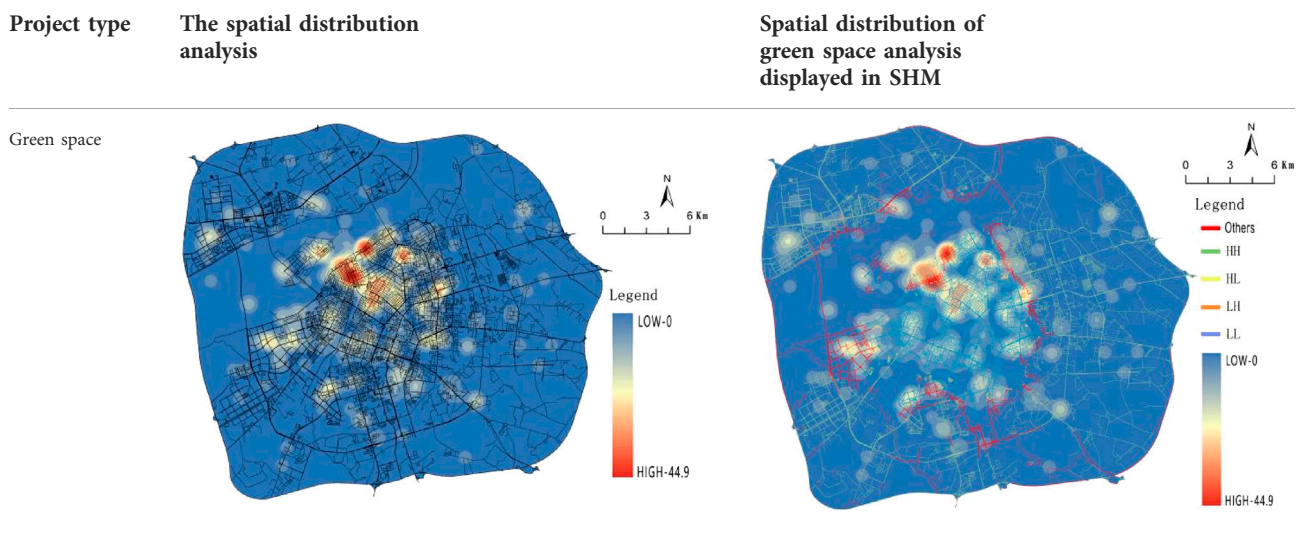 Project type
The spatial distribution
analysis
Spatial distribution of
green space analysis
displayed in SHM
Green space
N
0 3 6 Km
Legend
LOW-0
HIGH-44.9
N
0 3 6 Km
Legend
Others
HH
HL
LH
LL
LOW-0
HIGH-44.9